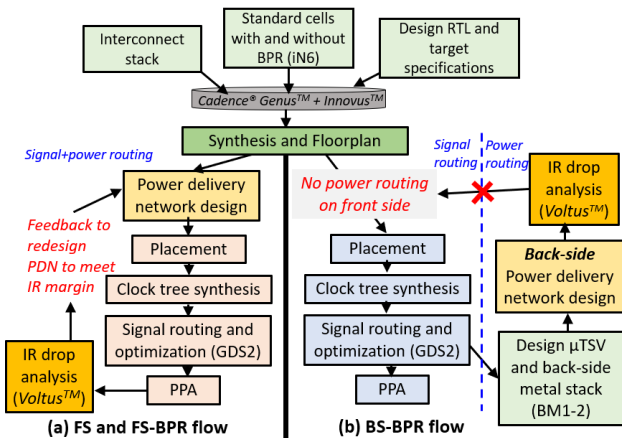 Interconnect
stack
Standard cells
with and without
BPR (iN6)
Design RTL and
target
specifications
Cadence® Genus™ + Innovus™
Synthesis and Floorplan
Signal+power routing
Power delivery
network design
Feedback to
redesign
PDN to meet
IR margin
Placement
Clock tree synthesis
Signal routing and
optimization (GDS2)
PPA
IR drop
analysis
(Voltus™)
(a) FS and FS-BPR flow
No power routing
on front side
Placement
Clock tree synthesis
Signal routing and
optimization (GDS2)
PPA
(b) BS-BPR flow
Signal
routing
Power
routing
IR drop
analysis
(Voltus™)
Back-side
Power delivery
network design
Design µTSV
and back-side
metal stack
(BM1-2)